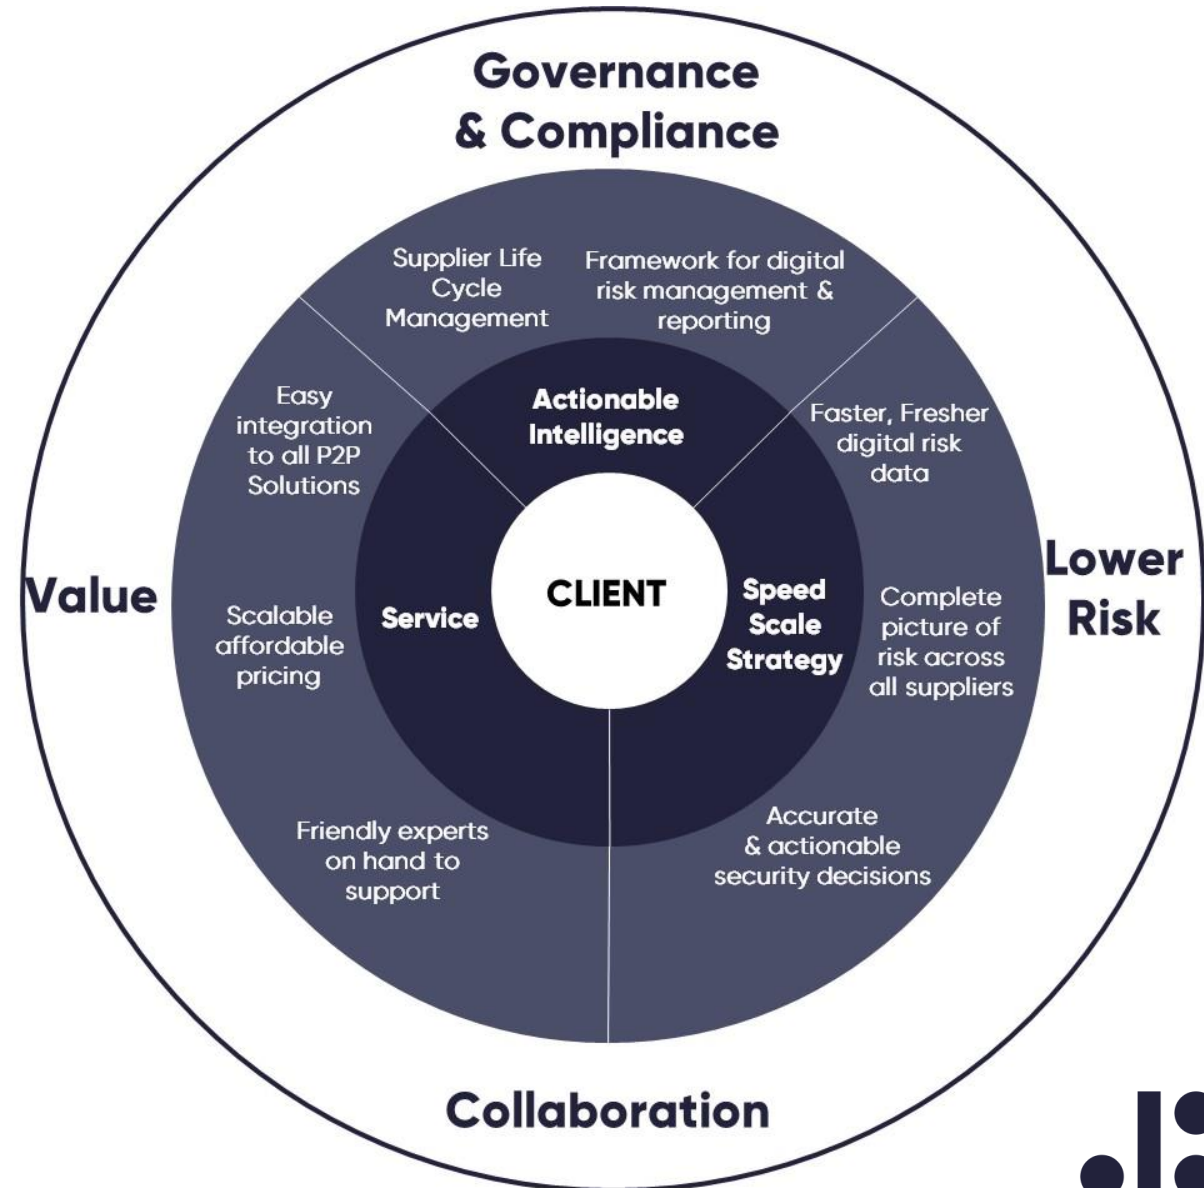 Governance
& Compliance
Supplier Life
Cycle
Management
Framework for digital
risk management &
reporting
Easy
integration
to all P2P
Solutions
Actionable
Intelligence
Faster, Fresher
digital risk
data
Value
Scalable
affordable
pricing
Service
CLIENT
Speed
Scale
Strategy
Complete
picture of
risk across
all suppliers
Lower
Risk
Friendly experts
on hand to
support
Accurate
& actionable
security decisions
Collaboration